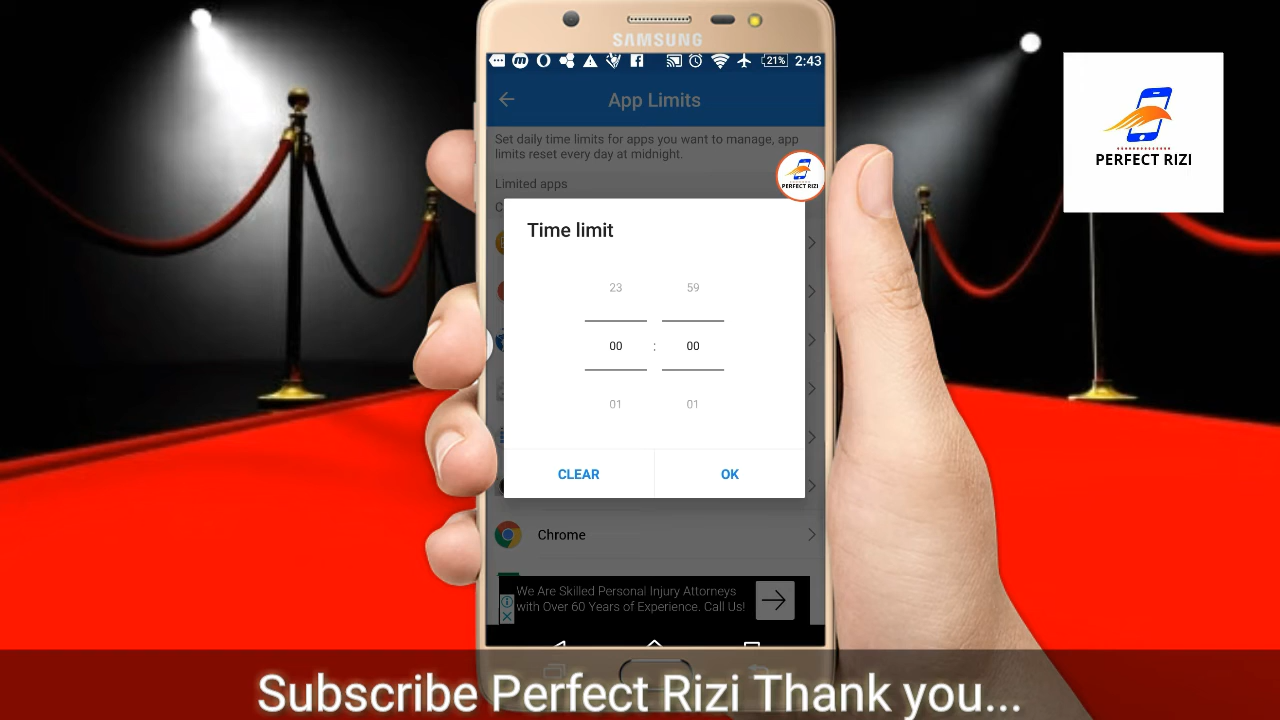 SAMSUNG
21% 2:43
App Limits
Set daily time limits for apps you want to manage, app
limits reset every day at midnight.
PERFECT RIZI
PERFECT RIZI
Limited apps
Time limit
23 59
00 : 00
01 01
CLEAR OK
Chrome
We Are Skilled Personal Injury Attorneys
with Over 60 Years of Experience. Call Us!
Subscribe Perfect Rizi Thank you...